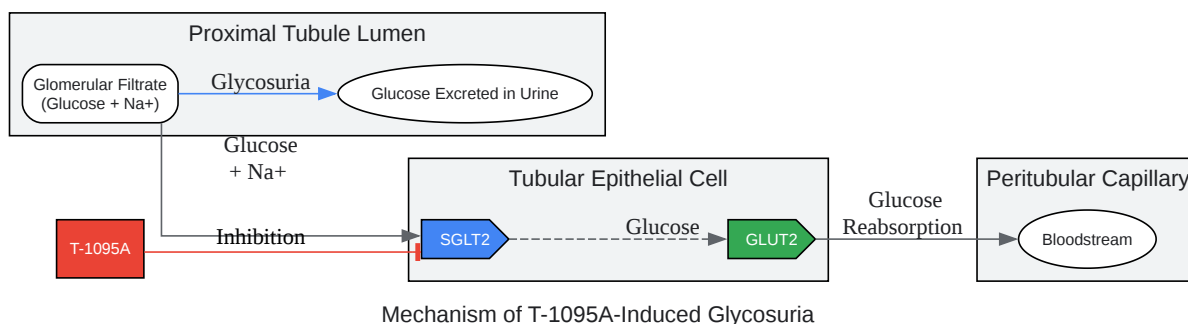 Proximal Tubule Lumen
Glomerular Filtrate
(Glucose + Na+)
Glycosuria
Glucose Excreted in Urine
Glucose
+ Na+
Tubular Epithelial Cell
Peritubular Capillary
T-1095A
Inhibition
SGLT2
Glucose
GLUT2
Glucose
Reabsorption
Bloodstream
Mechanism of T-1095A-Induced Glycosuria